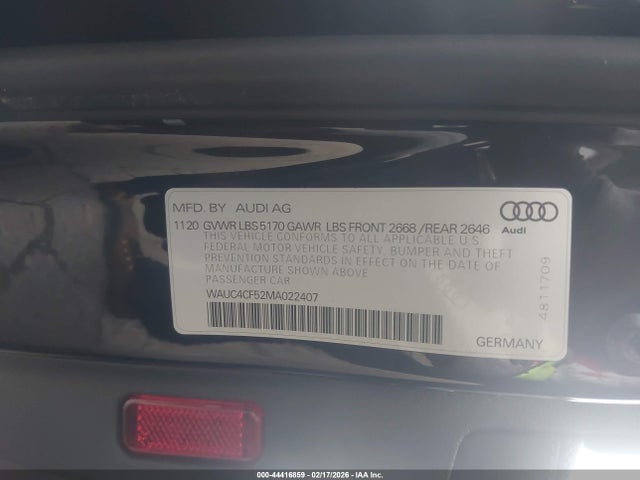 MFD. BY AUDI AG
Audi
1120 GVWR LBS 5170 GAWR LBS FRONT 2668 /REAR 2646
THIS VEHICLE CONFORMS TO ALL APPLICABLE U.S.
FEDERAL MOTOR VEHICLE SAFETY, BUMPER AND THEFT
PREVENTION STANDARDS IN EFFECT ON THE DATE OF
MANUFACTURE SHOWN ABOVE
PASSENGER CAR
WAUC4CF52MA022407
4811709
GERMANY
000-44416859 - 02/17/2026 - IAA Inc.